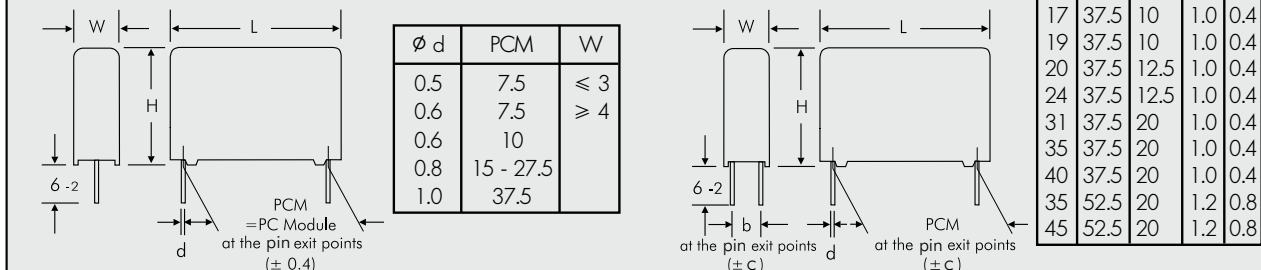 W
L
H
6 -2
d
PCM
=PC Module
at the pin exit points
(± 0.4)
Ø d PCM W
0.5 7.5 ≤ 3
0.6 7.5 ≥ 4
0.6 10
0.8 15 - 27.5
1.0 37.5
W
L
H
6 -2
b
at the pin exit points
(± c)
d
PCM
at the pin exit points
(± c)
17 37.5 10 1.0 0.4
19 37.5 10 1.0 0.4
20 37.5 12.5 1.0 0.4
24 37.5 12.5 1.0 0.4
31 37.5 20 1.0 0.4
35 37.5 20 1.0 0.4
40 37.5 20 1.0 0.4
35 52.5 20 1.2 0.8
45 52.5 20 1.2 0.8